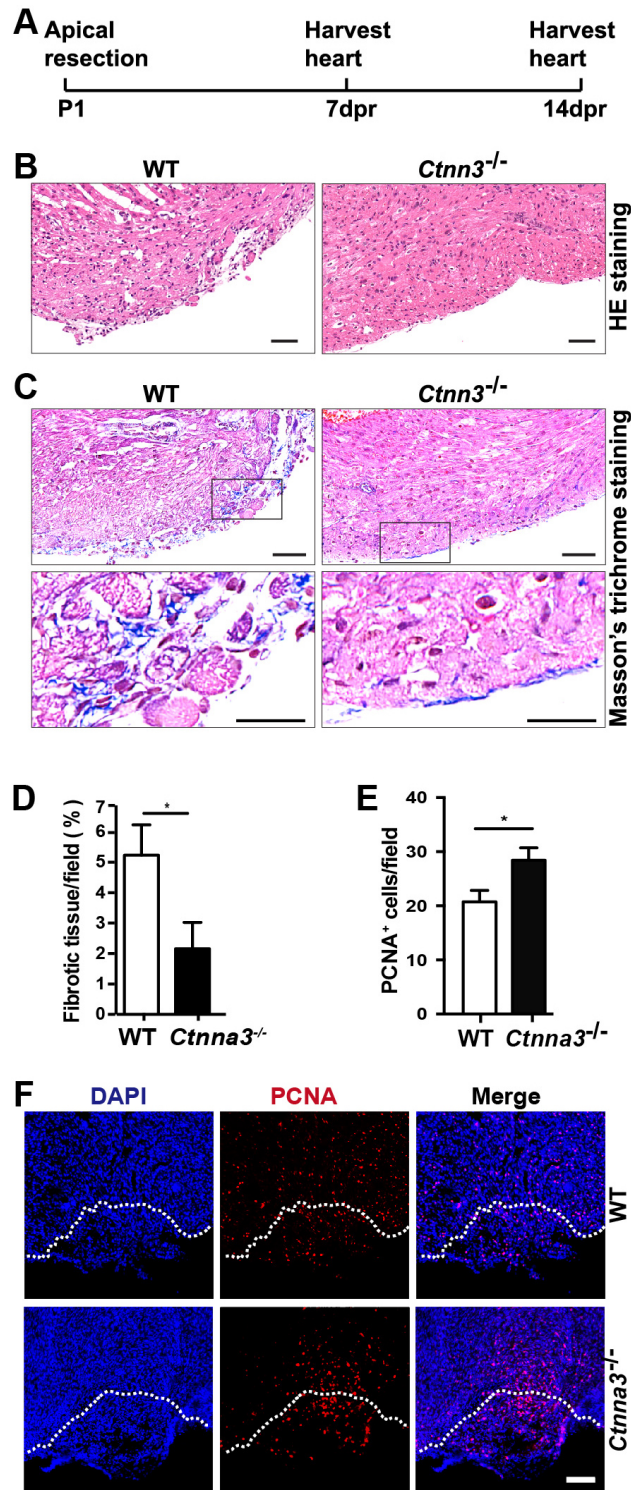 A
Apical
resection
Harvest
heart
Harvest
heart
P1
7dpr
14dpr
B
WT
Ctnn3-/-
HE staining
C
WT
Ctnn3-/-
Masson's trichrome staining
D
Fibrotic tissue/field ( % )
7
6
5
4
3
2
1
0
*
WT
Ctnna3-/-
E
PCNA+ cells/field
40
30
20
10
0
*
WT
Ctnna3-/-
F
DAPI
PCNA
Merge
WT
Ctnna3-/-